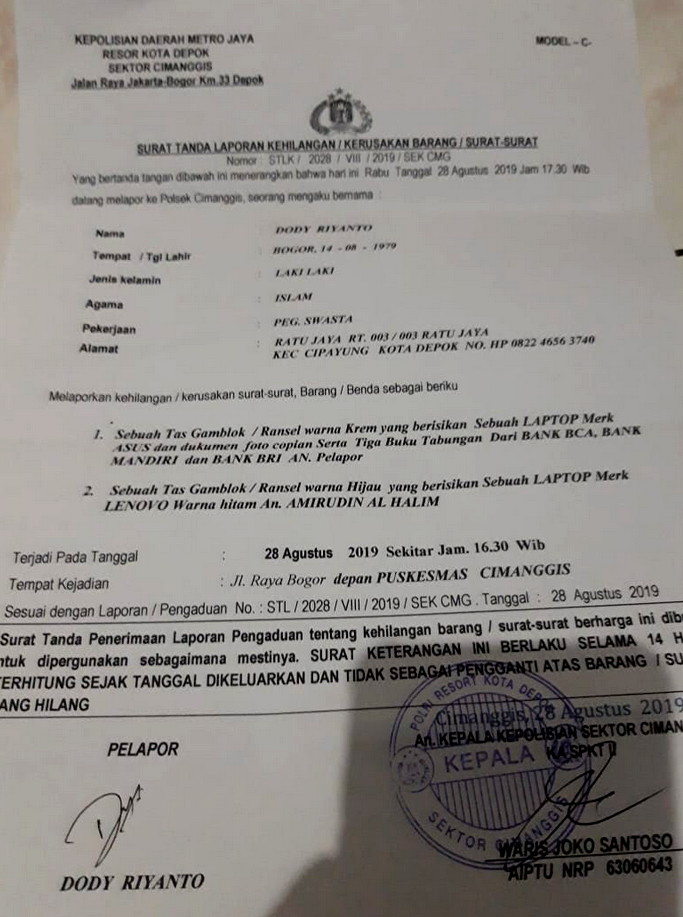 KEPOLISIAN DAERAH METRO JAYA
RESOR KOTA DEPOK
SEKTOR CIMANGGIS
Jalan Raya Jakarta-Bogor Km.33 Depok
MODEL - C-
SURAT TANDA LAPORAN KEHILANGAN / KERUSAKAN BARANG / SURAT-SURAT
Nomor : STLK / 2028 / VIII / 2019 / SEK CMG
Yang bertanda tangan dibawah ini menerangkan bahwa hari ini Rabu Tanggal 28 Agustus 2019 Jam 17.30 Wib
datang melapor ke Polsek Cimanggis, seorang mengaku bernama :
Nama : DODY RIYANTO
Tempat / Tgl Lahir : BOGOR, 14 - 08 - 1979
Jenis kelamin : LAKI LAKI
Agama : ISLAM
Pekerjaan : PEG. SWASTA
Alamat : RATU JAYA RT. 003 / 003 RATU JAYA
KEC CIPAYUNG KOTA DEPOK NO. HP 0822 4656 3740
Melaporkan kehilangan / kerusakan surat-surat, Barang / Benda sebagai beriku
1. Sebuah Tas Gamblok / Ransel warna Krem yang berisikan Sebuah LAPTOP Merk
ASUS dan dukumen foto copian Serta Tiga Buku Tabungan Dari BANK BCA, BANK
MANDIRI dan BANK BRI AN. Pelapor
2. Sebuah Tas Gamblok / Ransel warna Hijau yang berisikan Sebuah LAPTOP Merk
LENOVO Warna hitam An. AMIRUDIN AL HALIM
Terjadi Pada Tanggal : 28 Agustus 2019 Sekitar Jam. 16.30 Wib
Tempat Kejadian : Jl. Raya Bogor depan PUSKESMAS CIMANGGIS
Sesuai dengan Laporan / Pengaduan No. : STL / 2028 / VIII / 2019 / SEK CMG . Tanggal : 28 Agustus 2019
Surat Tanda Penerimaan Laporan Pengaduan tentang kehilangan barang / surat-surat berharga ini dibu
ntuk dipergunakan sebagaimana mestinya. SURAT KETERANGAN INI BERLAKU SELAMA 14 H
TERHITUNG SEJAK TANGGAL DIKELUARKAN DAN TIDAK SEBAGAI PENGGANTI ATAS BARANG / SU
ANG HILANG
Cimanggis, 28 Agustus 2019
An. KEPALA KEPOLISIAN SEKTOR CIMAN
KA SPKT II
PELAPOR
POLRI RESORT KOTA DEPO
KEPALA
SEKTOR CIMANGGIS
DODY RIYANTO
WARIS JOKO SANTOSO
AIPTU NRP 63060643